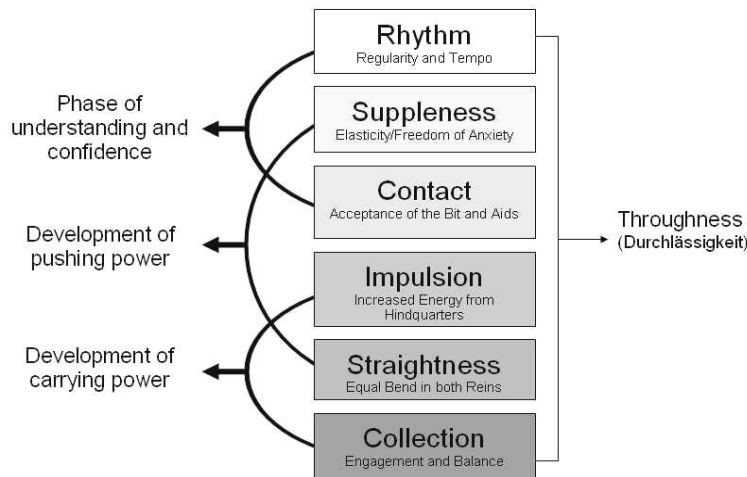 Rhythm
Regularity and Tempo
Suppleness
Elasticity/Freedom of Anxiety
Contact
Acceptance of the Bit and Aids
Impulsion
Increased Energy from
Hindquarters
Straightness
Equal Bend in both Reins
Collection
Engagement and Balance
Phase of
understanding and
confidence
Development of
pushing power
Development of
carrying power
Throughness
(Durchlässigkeit)